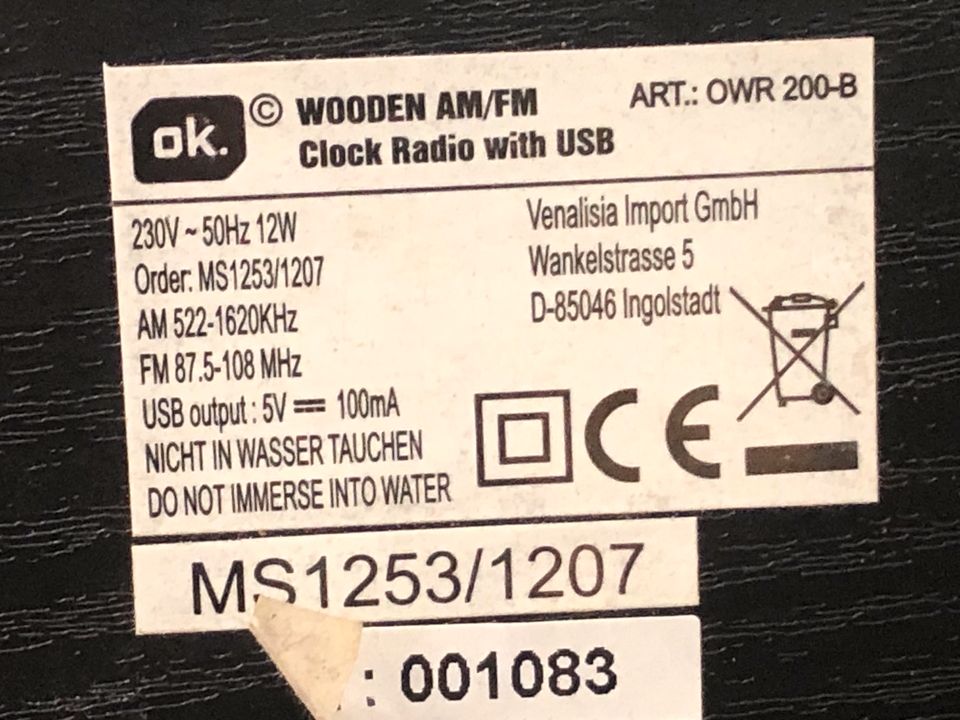 ok. © WOODEN AM/FM
Clock Radio with USB
ART.: OWR 200-B
230V ~ 50Hz 12W
Order: MS1253/1207
AM 522-1620KHz
FM 87.5-108 MHz
USB output : 5V ⎓ 100mA
NICHT IN WASSER TAUCHEN
DO NOT IMMERSE INTO WATER
Venalisia Import GmbH
Wankelstrasse 5
D-85046 Ingolstadt
CE
MS1253/1207
: 001083